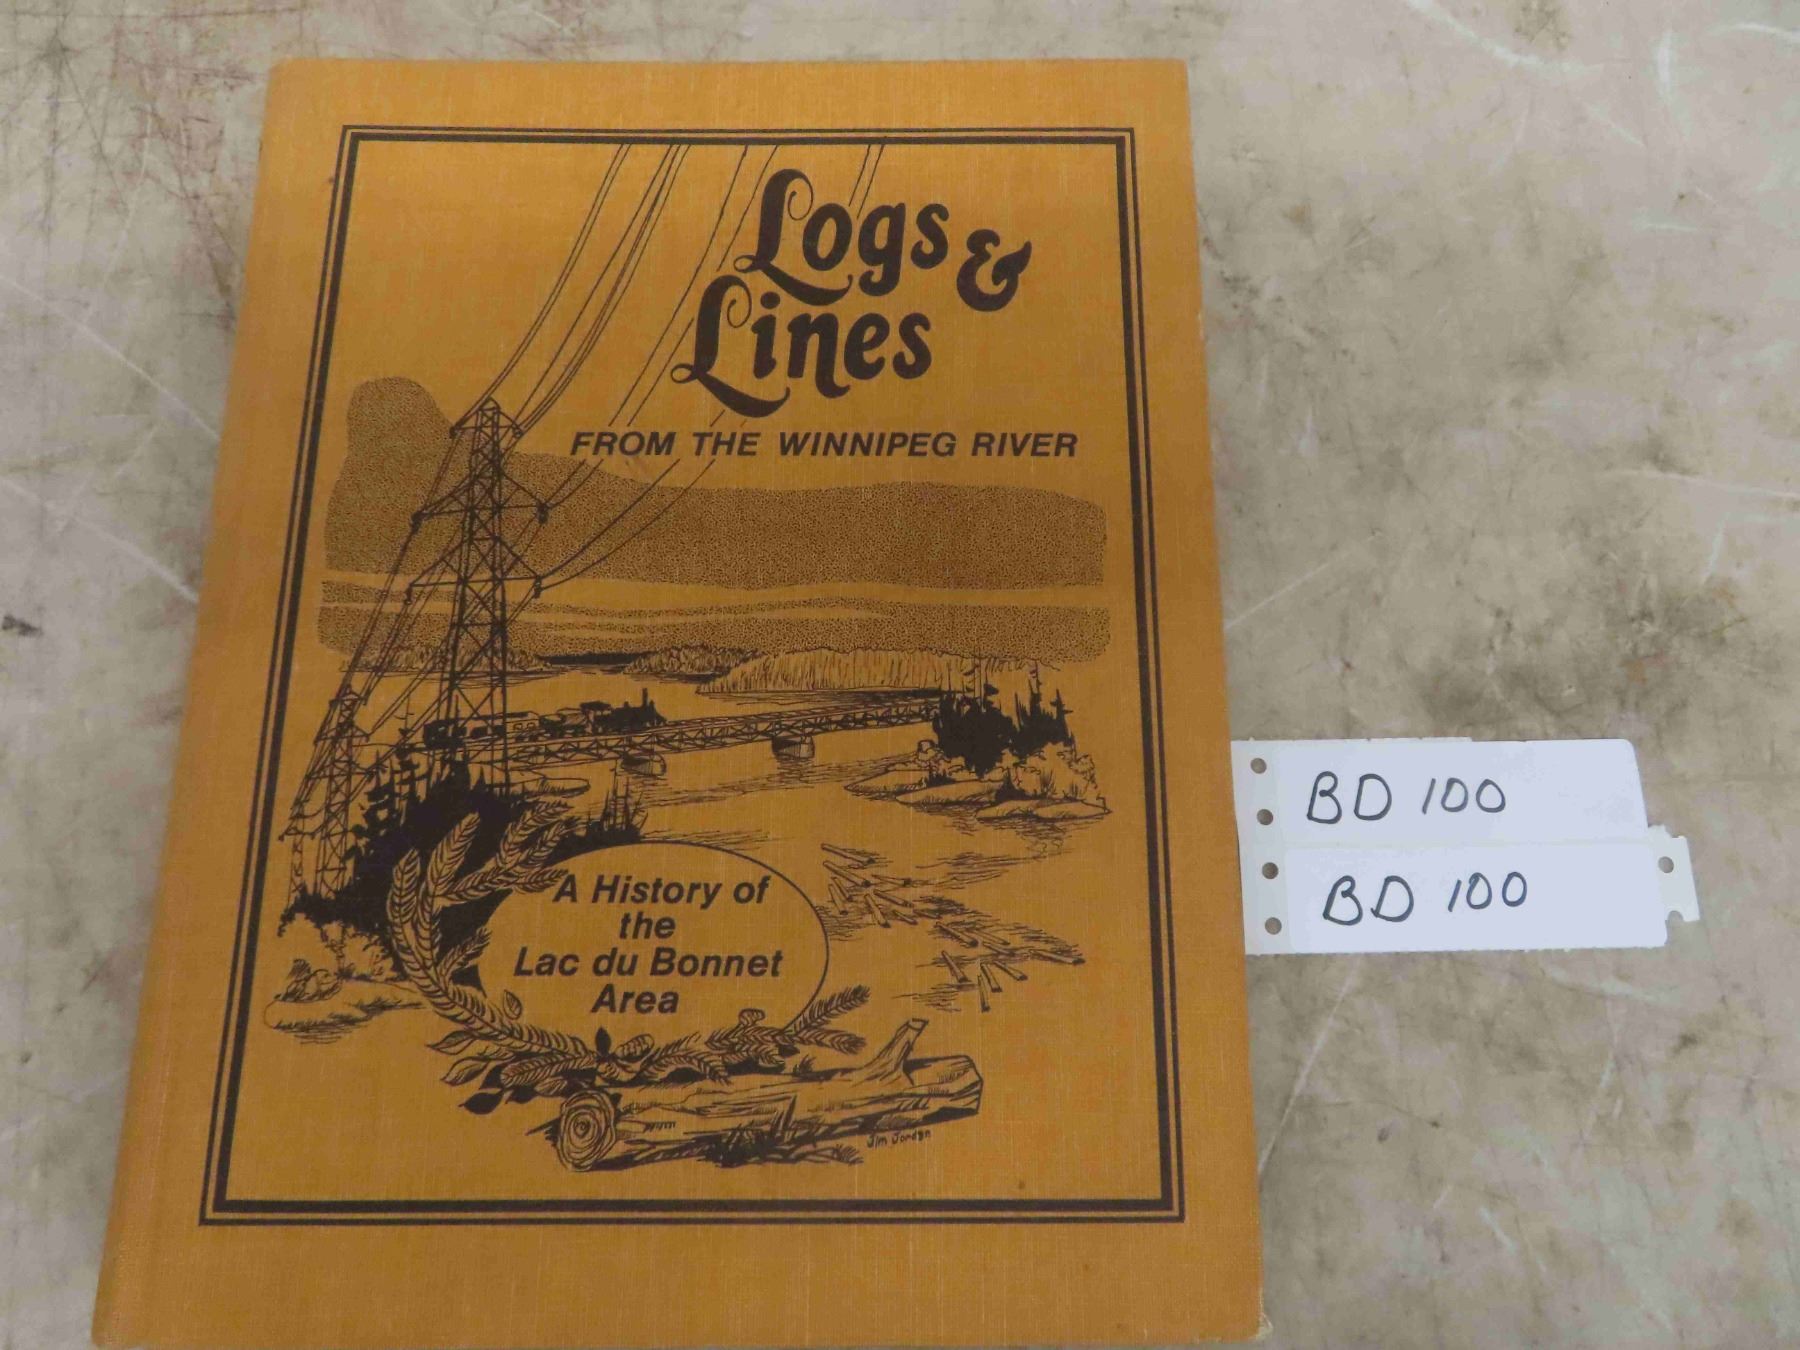 Logs &
Lines
FROM THE WINNIPEG RIVER
A History of
the
Lac du Bonnet
Area
Jim Jordan
BD 100
BD 100